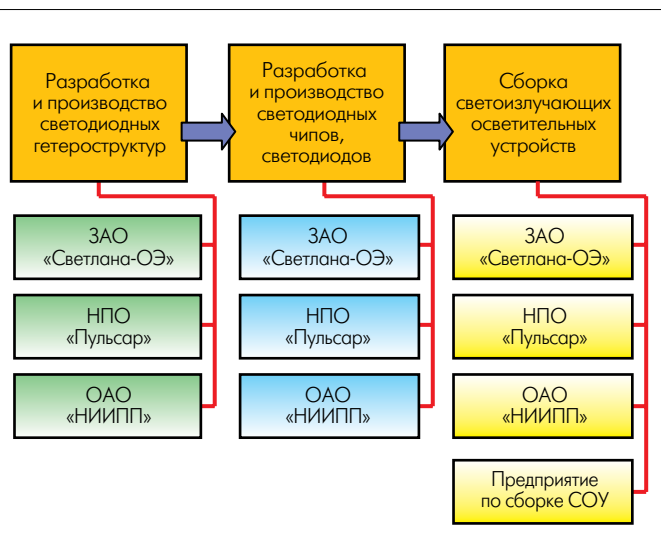 Разработка
и производство
светодиодных
гетероструктур
Разработка
и производство
светодиодных
чипов,
светодиодов
Сборка
светоизлучающих
осветительных
устройств
ЗАО
«Светлана-ОЭ»
НПО
«Пульсар»
ОАО
«НИИПП»
ЗАО
«Светлана-ОЭ»
НПО
«Пульсар»
ОАО
«НИИПП»
ЗАО
«Светлана-ОЭ»
НПО
«Пульсар»
ОАО
«НИИПП»
Предприятие
по сборке СОУ